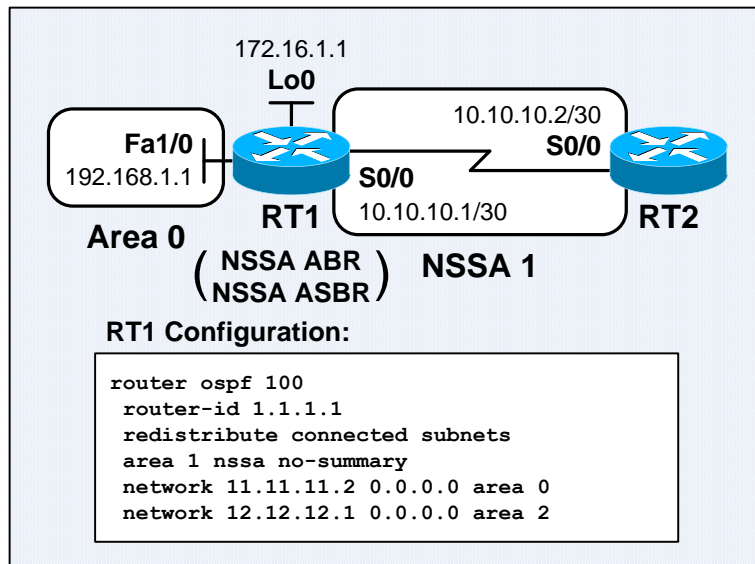 172.16.1.1
Lo0
10.10.10.2/30
Fa1/0
S0/0
192.168.1.1
S0/0
RT1
10.10.10.1/30
RT2
Area 0
(NSSA ABR
NSSA ASBR)
NSSA 1
RT1 Configuration:
router ospf 100
router-id 1.1.1.1
redistribute connected subnets
area 1 nssa no-summary
network 11.11.11.2 0.0.0.0 area 0
network 12.12.12.1 0.0.0.0 area 2